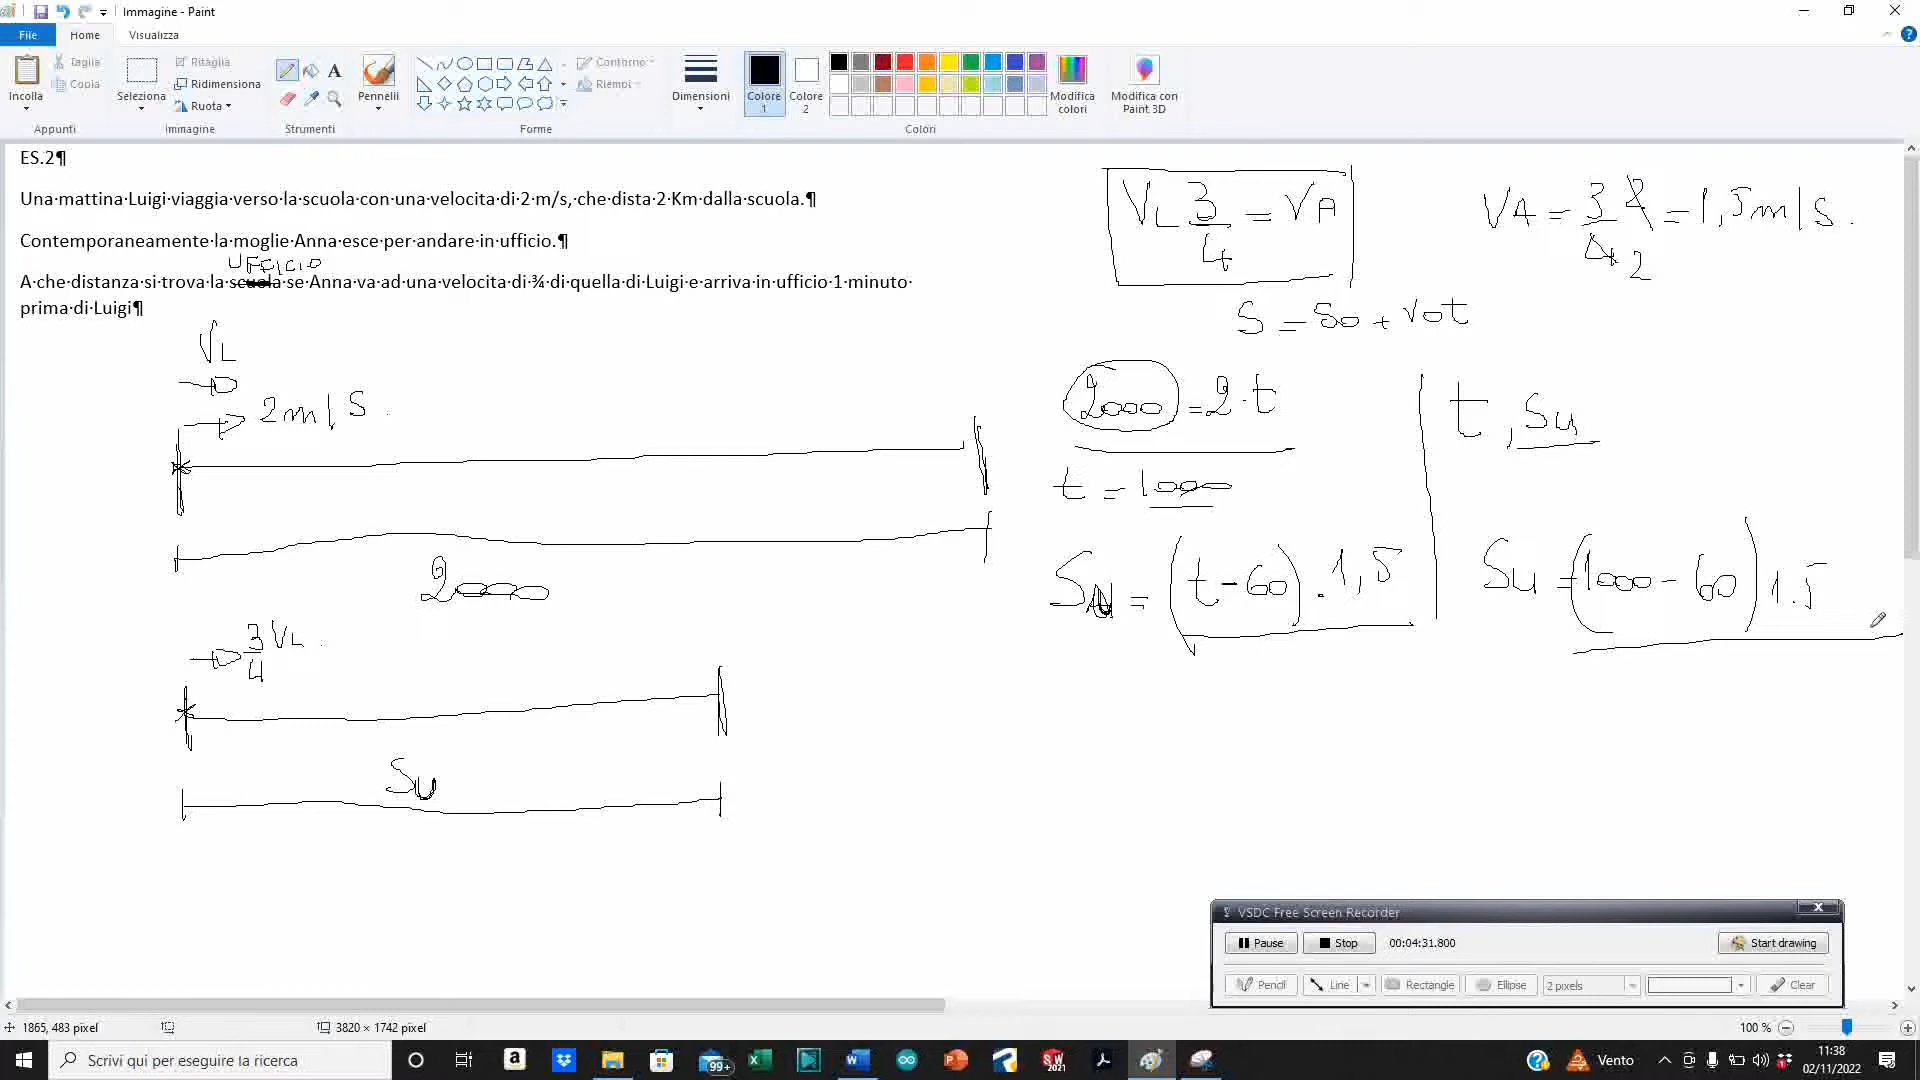 Immagine - Paint
File Home Visualizza
Incolla
Taglia
Copia
Appunti
Seleziona
Ritaglia
Ridimensiona
Ruota
Immagine
Strumenti
Pennelli
Contorno
Riempi
Forme
Dimensioni
Colore 1
Colore 2
Modifica colori
Modifica con Paint 3D
Colori
ES.2¶
Una·mattina·Luigi·viaggia·verso·la·scuola·con·una·velocita·di·2·m/s,·che·dista·2·Km·dalla·scuola.¶
Contemporaneamente·la·moglie·Anna·esce·per·andare·in·ufficio.¶
UFFICIO
A·che·distanza·si·trova·la·scuola·se·Anna·va·ad·una·velocita·di·¾·di·quella·di·Luigi·e·arriva·in·ufficio·1·minuto·
prima·di·Luigi¶
VL
2m/s.
2000
3/4 VL.
SU
VL 3/4 = VA
VA = 3/4 2 2 = 1,5m/s.
S = So + Vot
2000 = 2·t
t = 1000
Su = (t-60).1,5
t, Su
Su = (1000-60) 1.5
VSDC Free Screen Recorder
Pause Stop 00:04:31.800 Start drawing
Pencil Line Rectangle Ellipse 2 pixels Clear
1865, 483 pixel 3820 × 1742 pixel 100 %
Scrivi qui per eseguire la ricerca
99+
SW
2021
Vento
11:38
02/11/2022